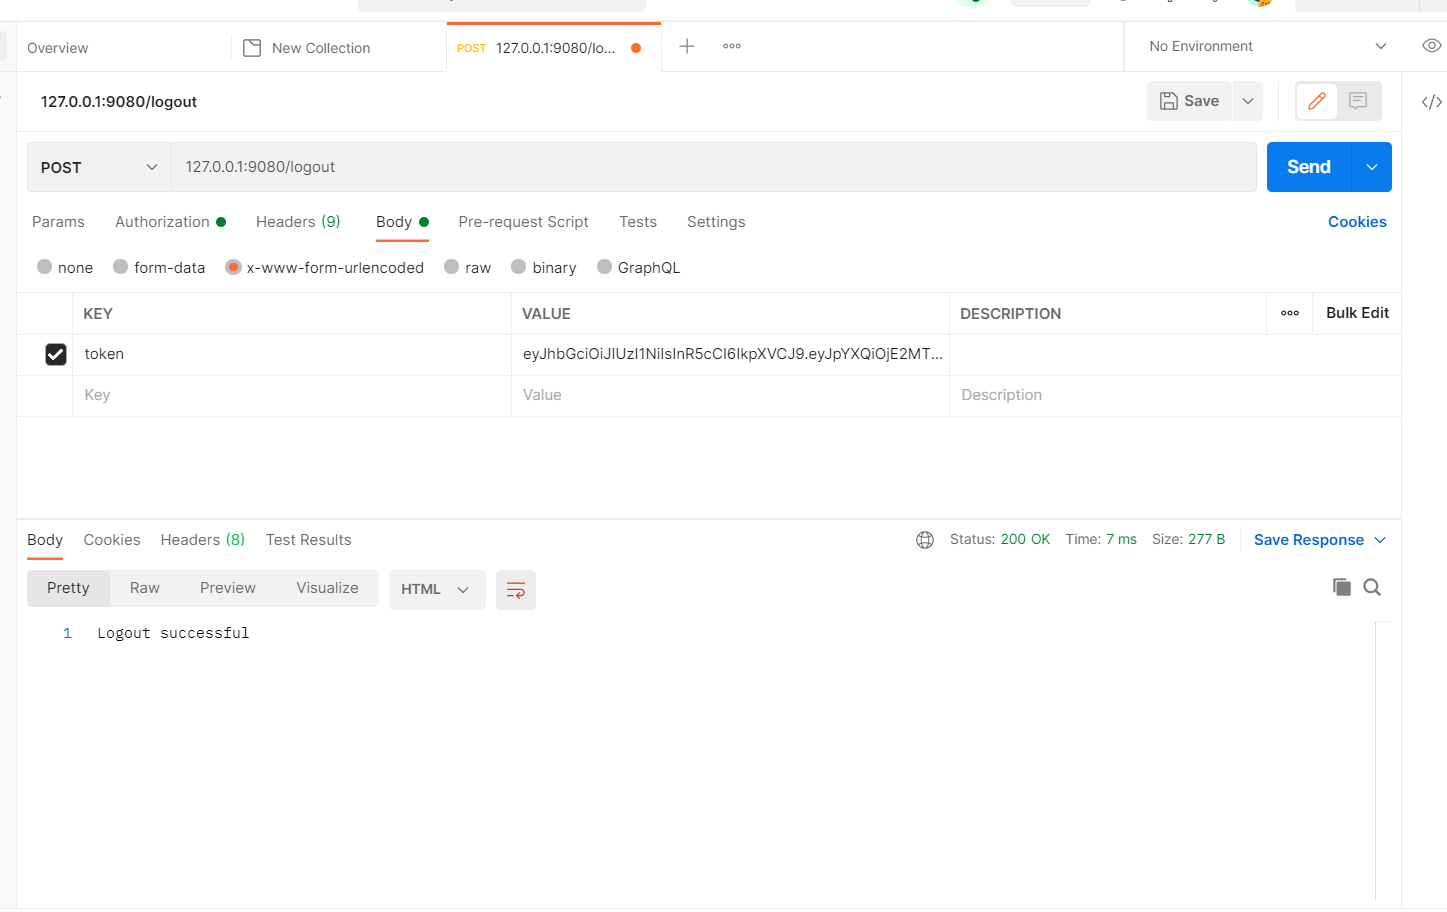 Overview New Collection POST 127.0.0.1:9080/lo... No Environment
127.0.0.1:9080/logout Save
POST 127.0.0.1:9080/logout Send
Params Authorization Headers (9) Body Pre-request Script Tests Settings Cookies
none form-data x-www-form-urlencoded raw binary GraphQL
KEY VALUE DESCRIPTION Bulk Edit
token eyJhbGciOiJIUzI1NiIsInR5cCI6IkpXVCJ9.eyJpYXQiOjE2MT...
Key Value Description
Body Cookies Headers (8) Test Results Status: 200 OK Time: 7 ms Size: 277 B Save Response
Pretty Raw Preview Visualize HTML
1 Logout successful